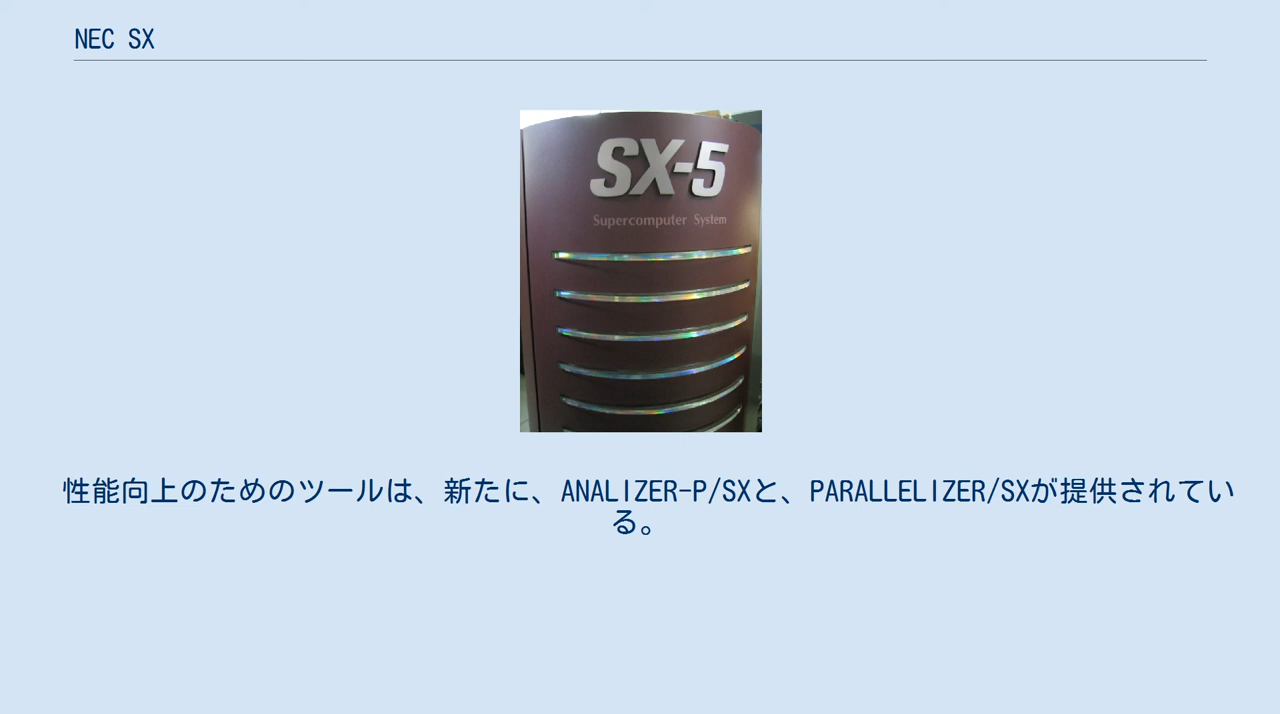 NEC SX
SX-5
Supercomputer System
性能向上のためのツールは、新たに、ANALIZER-P/SXと、PARALLELIZER/SXが提供されてい
る。